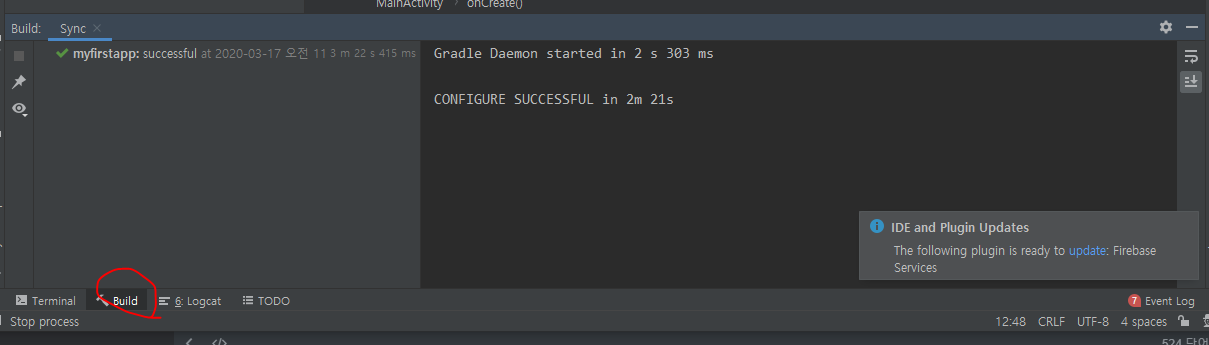 MainActivity › onCreate()
Build: Sync ×
myfirstapp: successful at 2020-03-17 오전 11 3 m 22 s 415 ms
Gradle Daemon started in 2 s 303 ms
CONFIGURE SUCCESSFUL in 2m 21s
IDE and Plugin Updates
The following plugin is ready to update: Firebase
Services
Terminal Build 6: Logcat TODO 7 Event Log
Stop process 12:48 CRLF UTF-8 4 spaces